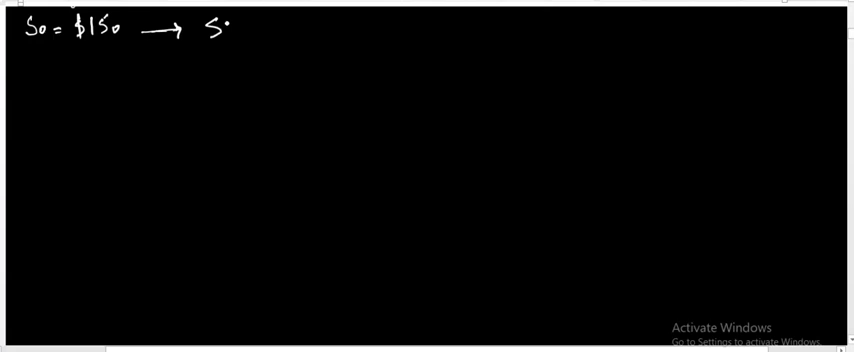 S0 = $150 → S
Activate Windows
Go to Settings to activate Windows.